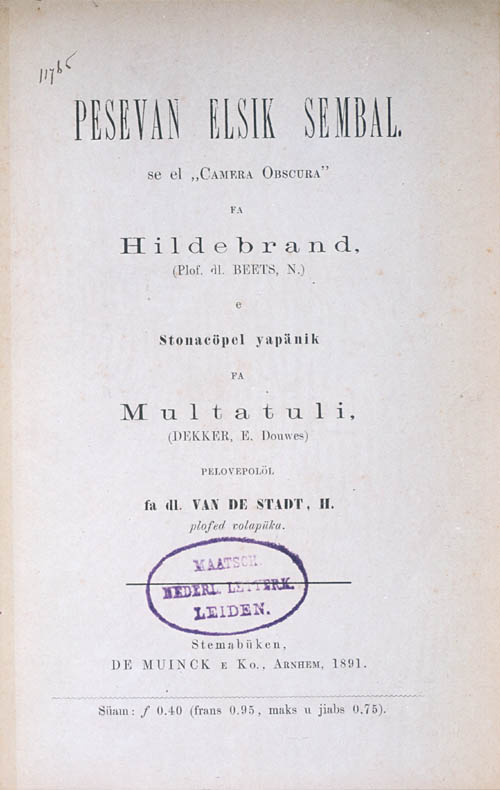 1176⁵
PESEVAN ELSIK SEMBAL.
se el „CAMERA OBSCURA”
FA
Hildebrand,
(Plof. dl. BEETS, N.)
e
Stonacöpel yapänik
FA
Multatuli,
(DEKKER, E. Douwes)
PELOVEPOLÖL
fa dl. VAN DE STADT, H.
plofed volapüka.
MAATSCH.
NEDERL. LETTERK.
LEIDEN.
Stemabüken,
DE MUINCK E Ko., ARNHEM, 1891.
Süam: f 0.40 (frans 0.95, maks u jiabs 0.75).